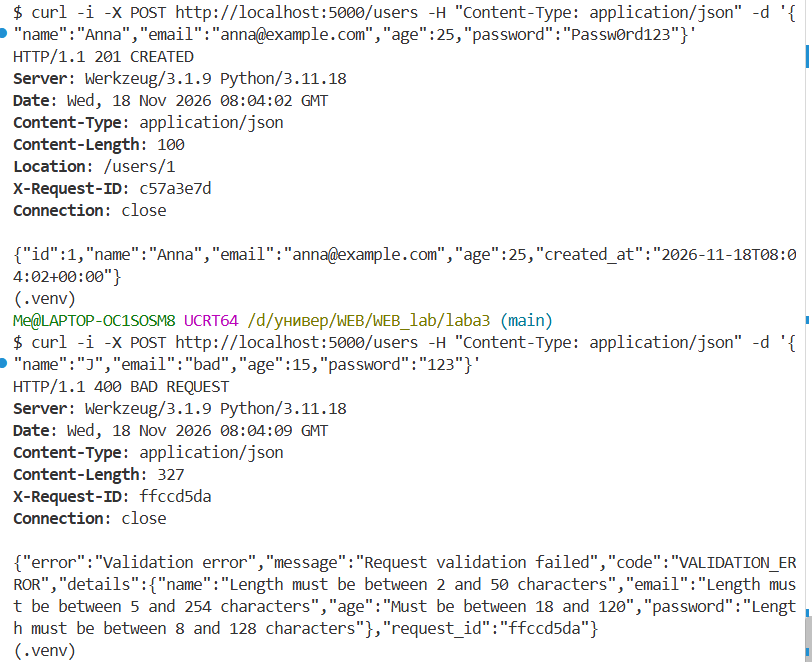 $ curl -i -X POST http://localhost:5000/users -H "Content-Type: application/json" -d '{
"name":"Anna","email":"anna@example.com","age":25,"password":"Passw0rd123"}'
HTTP/1.1 201 CREATED
Server: Werkzeug/3.1.9 Python/3.11.18
Date: Wed, 18 Nov 2026 08:04:02 GMT
Content-Type: application/json
Content-Length: 100
Location: /users/1
X-Request-ID: c57a3e7d
Connection: close

{"id":1,"name":"Anna","email":"anna@example.com","age":25,"created_at":"2026-11-18T08:0
4:02+00:00"}
(.venv)
Me@LAPTOP-OC1SOSM8 UCRT64 /d/универ/WEB/WEB_lab/laba3 (main)
$ curl -i -X POST http://localhost:5000/users -H "Content-Type: application/json" -d '{
"name":"J","email":"bad","age":15,"password":"123"}'
HTTP/1.1 400 BAD REQUEST
Server: Werkzeug/3.1.9 Python/3.11.18
Date: Wed, 18 Nov 2026 08:04:09 GMT
Content-Type: application/json
Content-Length: 327
X-Request-ID: ffccd5da
Connection: close

{"error":"Validation error","message":"Request validation failed","code":"VALIDATION_ER
ROR","details":{"name":"Length must be between 2 and 50 characters","email":"Length mus
t be between 5 and 254 characters","age":"Must be between 18 and 120","password":"Lengt
h must be between 8 and 128 characters"},"request_id":"ffccd5da"}
(.venv)